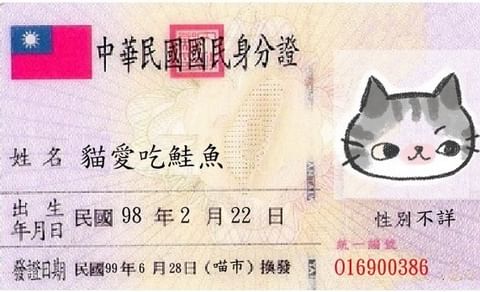 中華民國國民身分證
姓名 貓愛吃鮭魚
出生年月日 民國 98 年 2 月 22 日
性別不詳
統一編號
發證日期 民國99年6月28日(喵市)換發
016900386